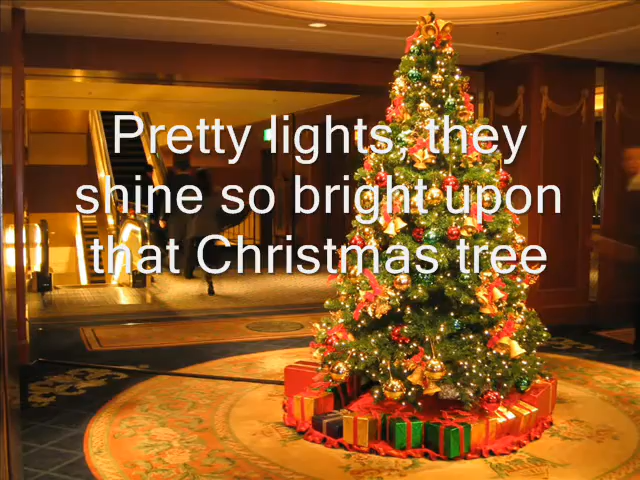 Pretty lights, they
shine so bright upon
that Christmas tree